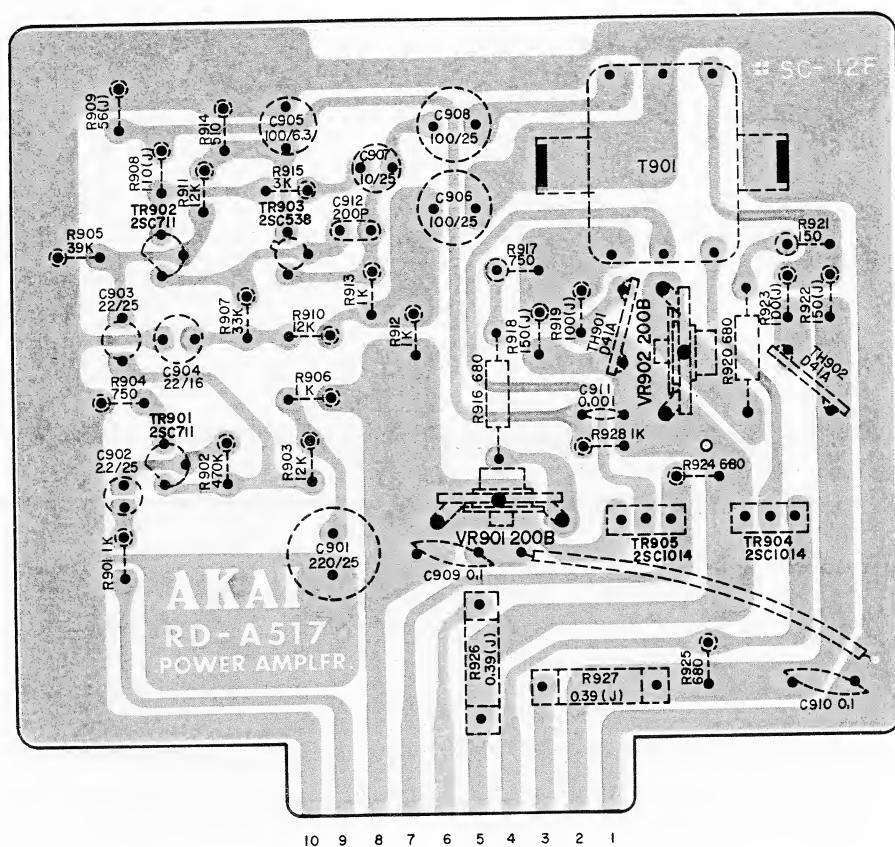 SC-12F
R909
56(J)
R914
510
C905
100/6.3
C908
100/25
T901
R908
110(J)
R911
12K
R915
3K
C907
10/25
C906
100/25
TR902
2SC711
TR903
2SC538
C912
200P
R905
39K
R921
150
R917
750
C903
22/25
R907
33K
R913
1K
R910
12K
R912
1K
R918
150(J)
R919
100(J)
TH901
D41A
VR902 200B
R920 680
R923
100(J)
R922
150(J)
TH902
D41A
C904
22/16
R904
750
R906
1K
R916 680
C911
0.001
TR901
2SC711
R928 1K
C902
2.2/25
R902
470K
R903
12K
R924 680
R901 1K
C901
220/25
VR901 200B
TR905
2SC1014
TR904
2SC1014
C909 0.1
AKAI
RD-A517
POWER AMPLFR.
R926
0.39(J)
R927
0.39(J)
R925
680
C910 0.1
10 9 8 7 6 5 4 3 2 1